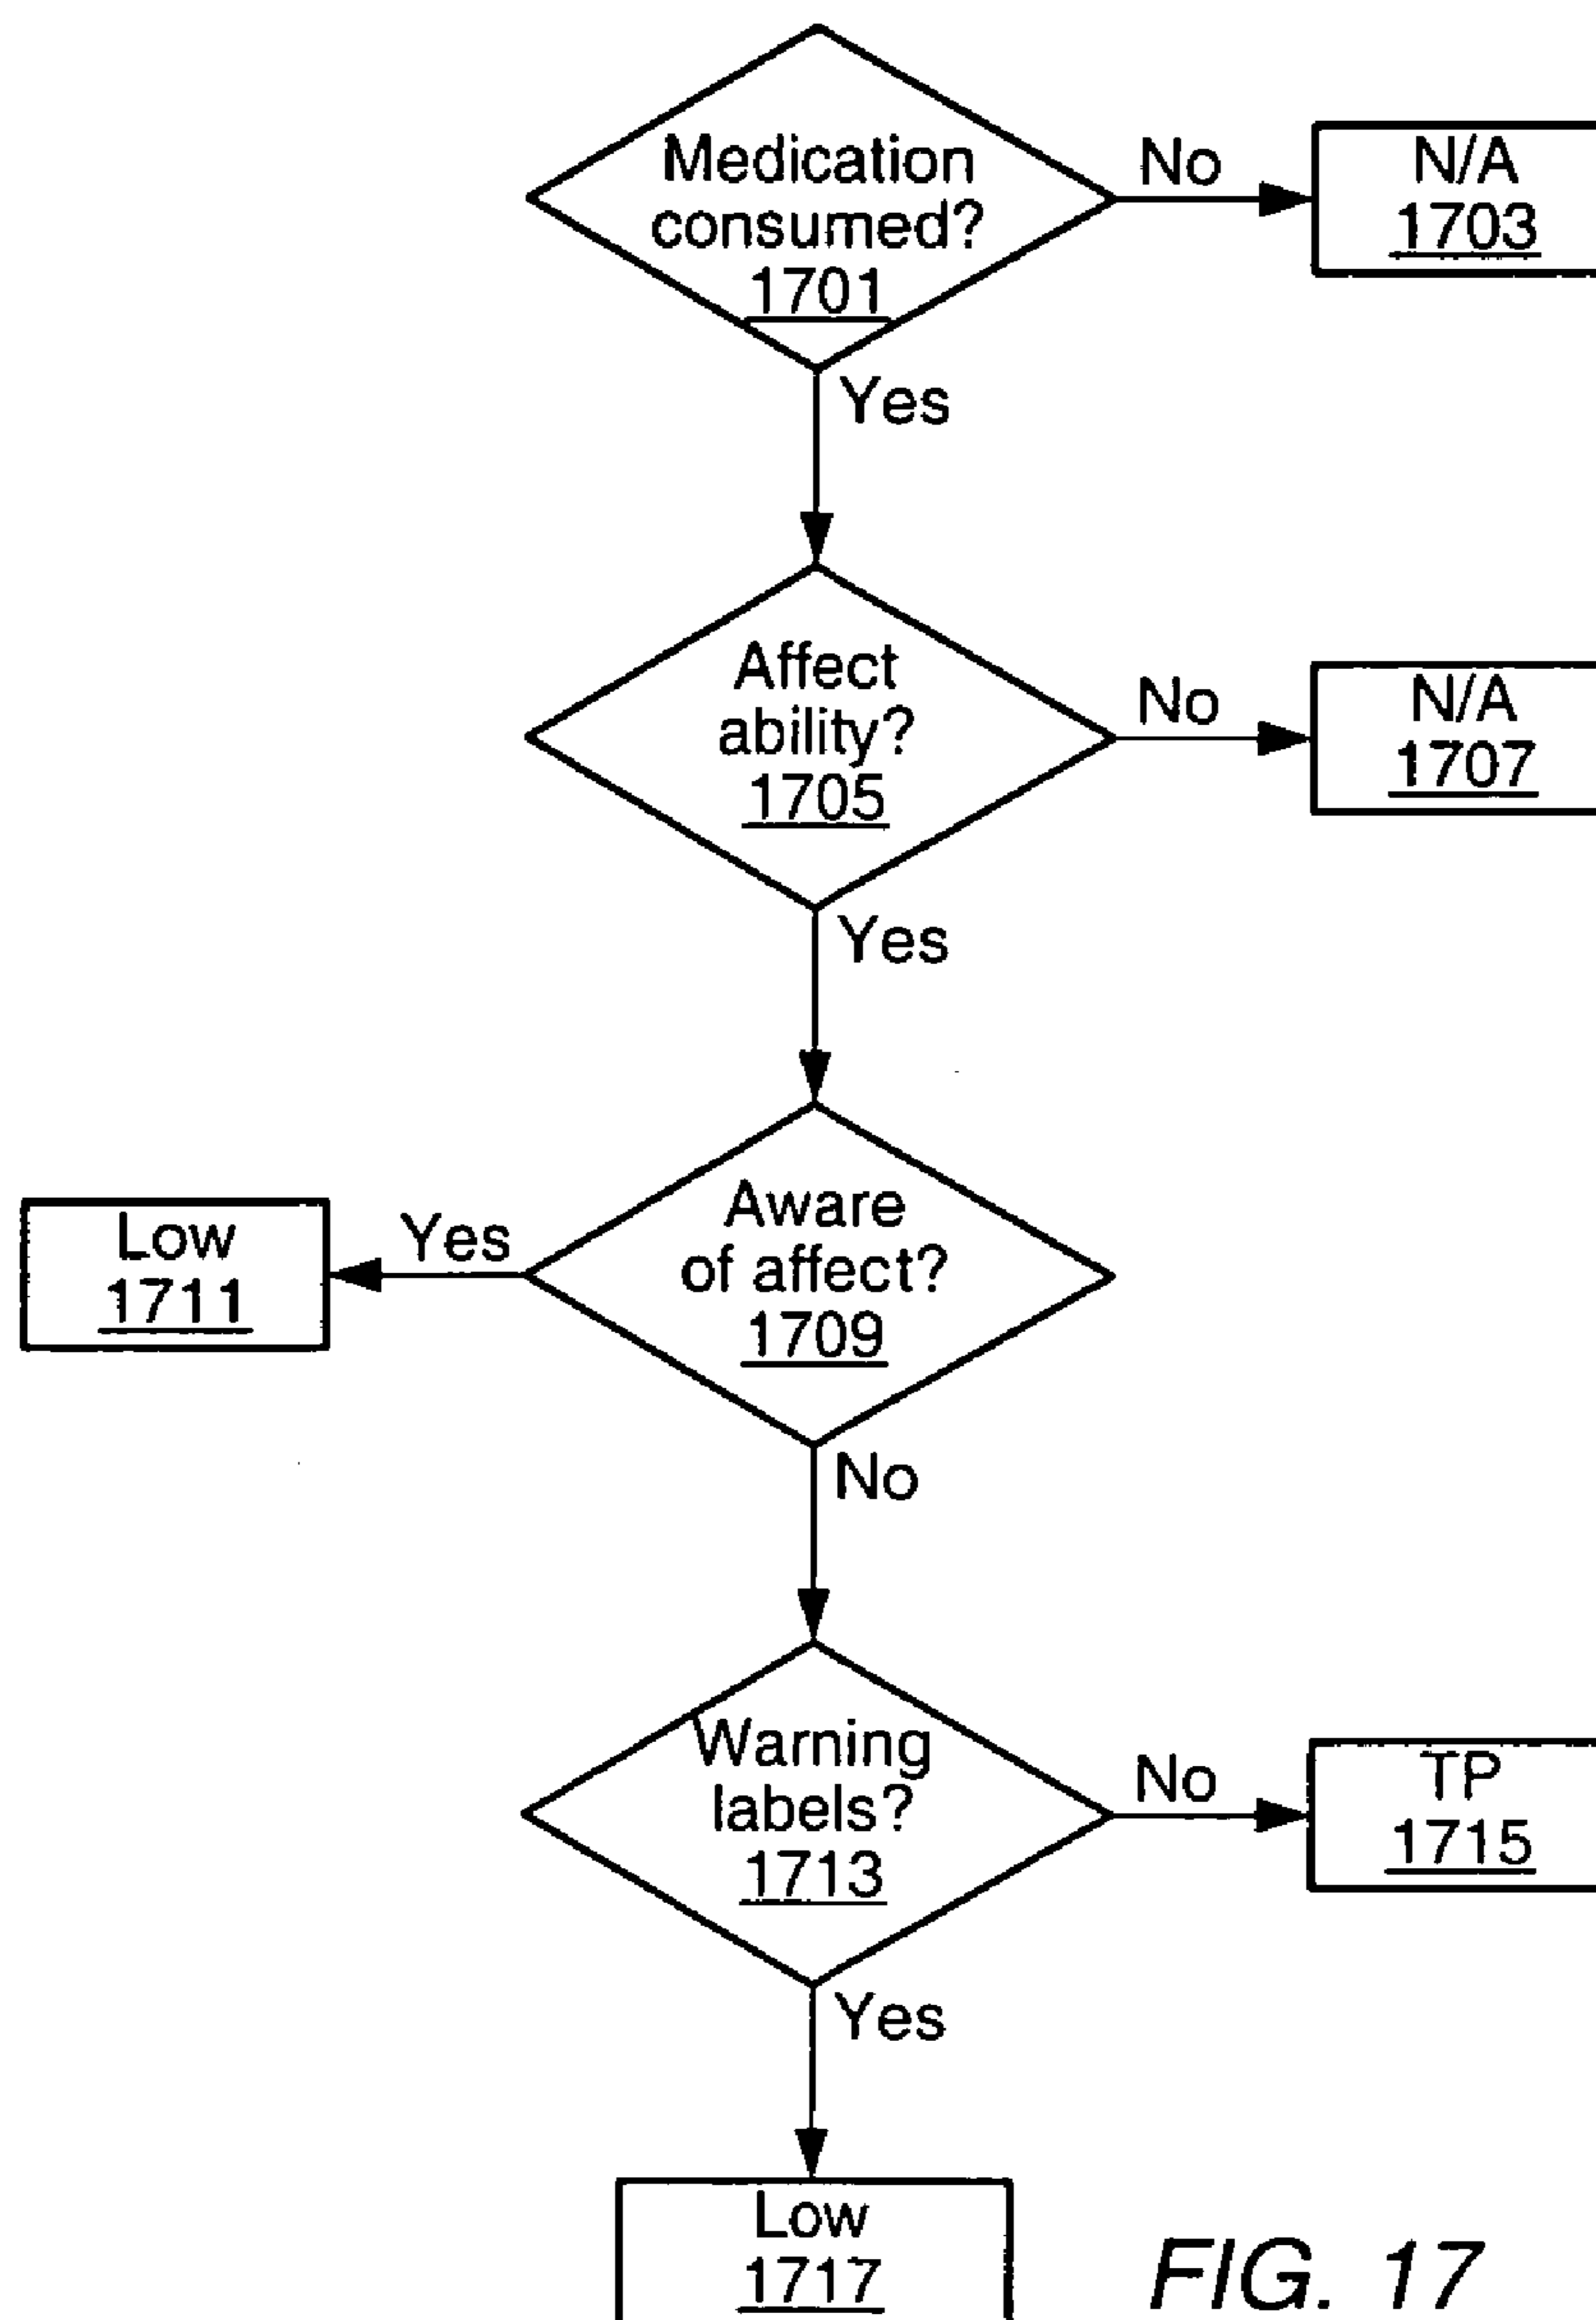 Medication
consumed?
1701
No
N/A
1703
Yes
Affect
ability?
1705
No
N/A
1707
Yes
Aware
of affect?
1709
Yes
Low
1711
No
Warning
labels?
1713
No
TP
1715
Yes
Low
1717
FIG. 17